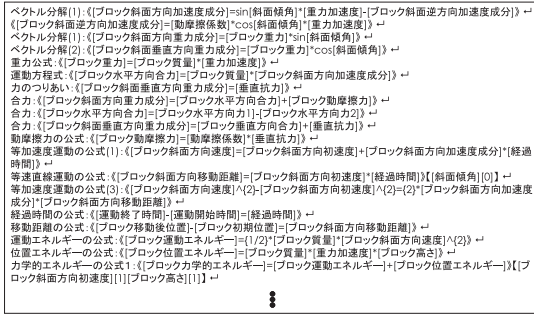 ベクトル分解(1):《[ブロック斜面方向加速度成分]=sin[斜面傾角]*[重力加速度]-[ブロック斜面逆方向加速度成分]》 ↵
《[ブロック斜面逆方向加速度成分]=[動摩擦係数]*cos[斜面傾角]*[重力加速度]》 ↵
ベクトル分解(1):《[ブロック斜面方向重力成分]=[ブロック重力]*sin[斜面傾角]》 ↵
ベクトル分解(2):《[ブロック斜面垂直方向重力成分]=[ブロック重力]*cos[斜面傾角]》 ↵
重力公式:《[ブロック重力]=[ブロック質量]*[重力加速度]》 ↵
運動方程式:《[ブロック水平方向合力]=[ブロック質量]*[ブロック斜面方向加速度成分]》 ↵
力のつりあい:《[ブロック斜面垂直方向重力成分]=[垂直抗力]》 ↵
合力:《[ブロック斜面方向重力成分]=[ブロック水平方向合力]+[ブロック動摩擦力]》 ↵
合力:《[ブロック水平方向合力]=[ブロック水平方向力1]-[ブロック水平方向力2]》 ↵
合力:《[ブロック斜面垂直方向重力成分]=[ブロック垂直方向合力]+[垂直抗力]》 ↵
動摩擦力の公式:《[ブロック動摩擦力]=[動摩擦係数]*[垂直抗力]》 ↵
等加速度運動の公式(1):《[ブロック斜面方向速度]=[ブロック斜面方向初速度]+[ブロック斜面方向加速度成分]*[経過
時間]》 ↵
等速直線運動の公式:《[ブロック斜面方向移動距離]=[ブロック斜面方向初速度]*[経過時間]》【[斜面傾角][0]】 ↵
等加速度運動の公式(3):《[ブロック斜面方向速度]^{2}-[ブロック斜面方向初速度]^{2}={2}*[ブロック斜面方向加速度
成分]*[ブロック斜面方向移動距離]》 ↵
経過時間の公式:《[運動終了時間]-[運動開始時間]=[経過時間]》 ↵
移動距離の公式:《[ブロック移動後位置]-[ブロック初期位置]=[ブロック斜面方向移動距離]》 ↵
運動エネルギーの公式:《[ブロック運動エネルギー]={1/2}*[ブロック質量]*[ブロック斜面方向速度]^{2}》 ↵
位置エネルギーの公式:《[ブロック位置エネルギー]=[ブロック質量]*[重力加速度]*[ブロック高さ]》 ↵
力学的エネルギーの公式1:《[ブロック力学的エネルギー]=[ブロック運動エネルギー]+[ブロック位置エネルギー]》【[ブ
ロック斜面方向初速度][1][ブロック高さ][1]】 ↵